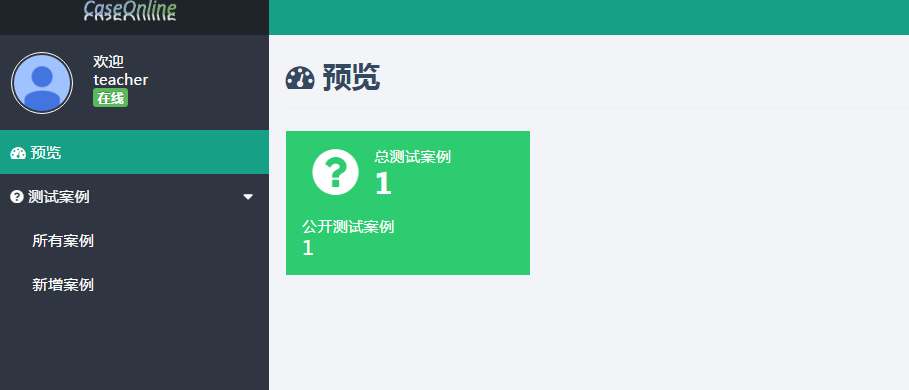 CaseOnline
欢迎
teacher
在线
预览
测试案例
所有案例
新增案例
预览
总测试案例
1
公开测试案例
1